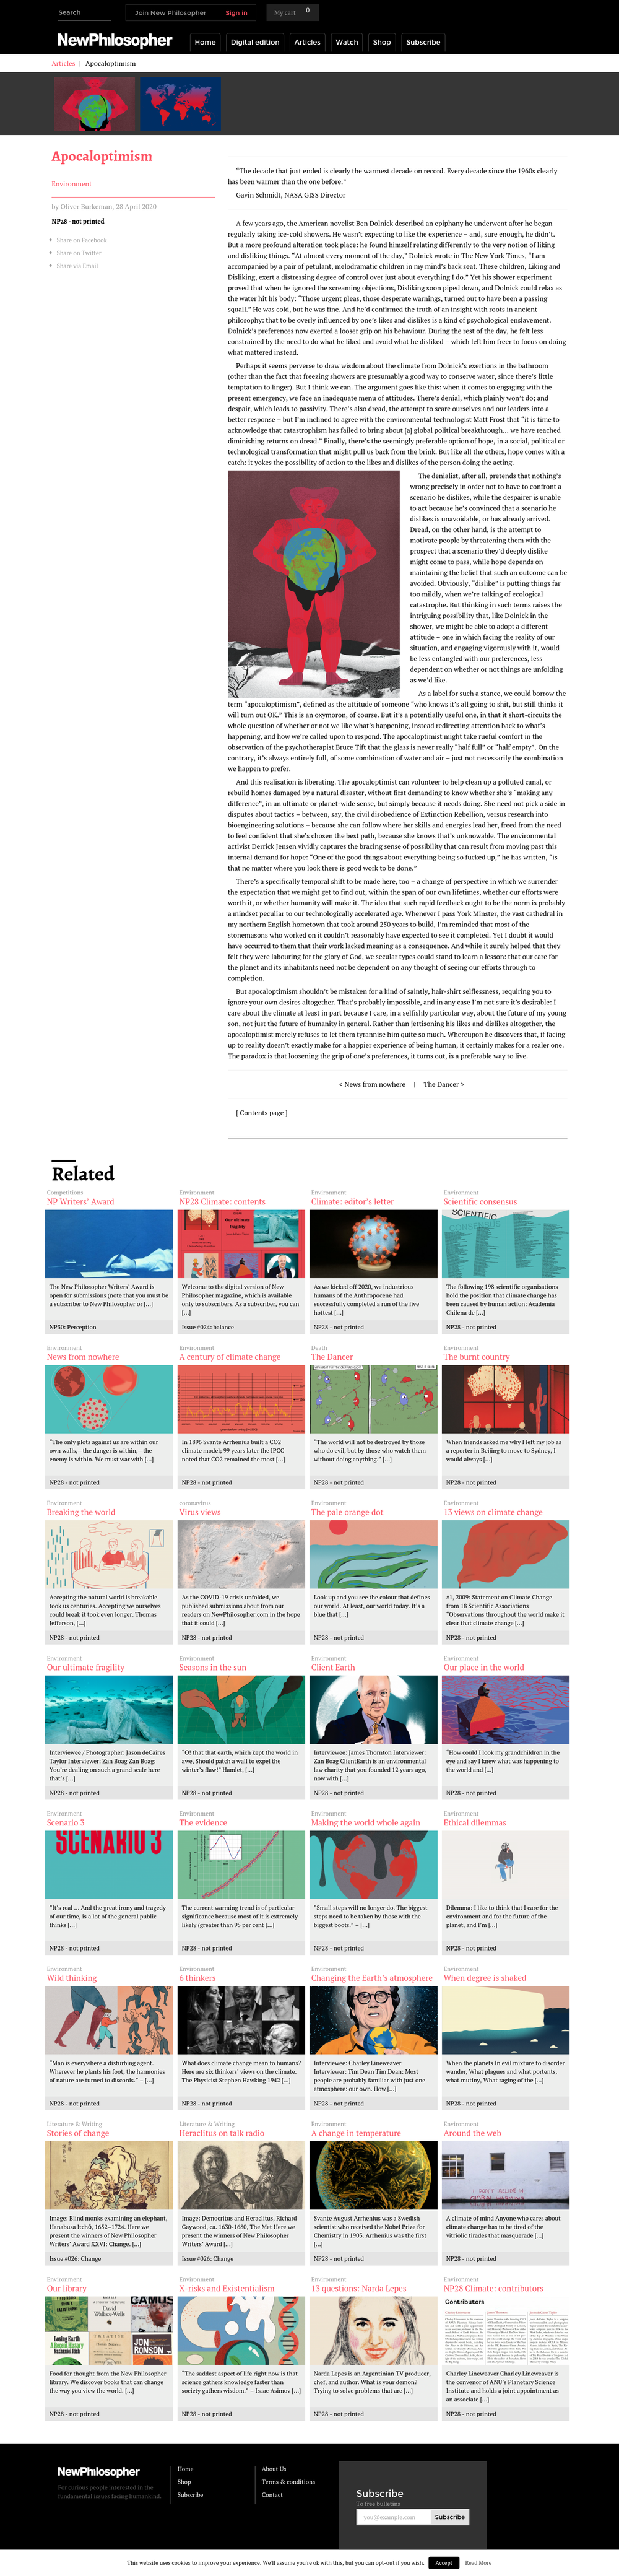 Search
Join New Philosopher
Sign in
My cart
0
NewPhilosopher
Home
Digital edition
Articles
Watch
Shop
Subscribe
Articles | Apocaloptimism
Apocaloptimism
Environment
by Oliver Burkeman, 28 April 2020
NP28 - not printed
Share on Facebook
Share on Twitter
Share via Email
“The decade that just ended is clearly the warmest decade on record. Every decade since the 1960s clearly
has been warmer than the one before.”
Gavin Schmidt, NASA GISS Director
A few years ago, the American novelist Ben Dolnick described an epiphany he underwent after he began
regularly taking ice-cold showers. He wasn’t expecting to like the experience – and, sure enough, he didn’t.
But a more profound alteration took place: he found himself relating differently to the very notion of liking
and disliking things. “At almost every moment of the day,” Dolnick wrote in The New York Times, “I am
accompanied by a pair of petulant, melodramatic children in my mind’s back seat. These children, Liking and
Disliking, exert a distressing degree of control over just about everything I do.” Yet his shower experiment
proved that when he ignored the screaming objections, Disliking soon piped down, and Dolnick could relax as
the water hit his body: “Those urgent pleas, those desperate warnings, turned out to have been a passing
squall.” He was cold, but he was fine. And he’d confirmed the truth of an insight with roots in ancient
philosophy: that to be overly influenced by one’s likes and dislikes is a kind of psychological enslavement.
Dolnick’s preferences now exerted a looser grip on his behaviour. During the rest of the day, he felt less
constrained by the need to do what he liked and avoid what he disliked – which left him freer to focus on doing
what mattered instead.
Perhaps it seems perverse to draw wisdom about the climate from Dolnick’s exertions in the bathroom
(other than the fact that freezing showers are presumably a good way to conserve water, since there’s little
temptation to linger). But I think we can. The argument goes like this: when it comes to engaging with the
present emergency, we face an inadequate menu of attitudes. There’s denial, which plainly won’t do; and
despair, which leads to passivity. There’s also dread, the attempt to scare ourselves and our leaders into a
better response – but I’m inclined to agree with the environmental technologist Matt Frost that “it is time to
acknowledge that catastrophism has failed to bring about [a] global political breakthrough… we have reached
diminishing returns on dread.” Finally, there’s the seemingly preferable option of hope, in a social, political or
technological transformation that might pull us back from the brink. But like all the others, hope comes with a
catch: it yokes the possibility of action to the likes and dislikes of the person doing the acting.
The denialist, after all, pretends that nothing’s
wrong precisely in order not to have to confront a
scenario he dislikes, while the despairer is unable
to act because he’s convinced that a scenario he
dislikes is unavoidable, or has already arrived.
Dread, on the other hand, is the attempt to
motivate people by threatening them with the
prospect that a scenario they’d deeply dislike
might come to pass, while hope depends on
maintaining the belief that such an outcome can be
avoided. Obviously, “dislike” is putting things far
too mildly, when we’re talking of ecological
catastrophe. But thinking in such terms raises the
intriguing possibility that, like Dolnick in the
shower, we might be able to adopt a different
attitude – one in which facing the reality of our
situation, and engaging vigorously with it, would
be less entangled with our preferences, less
dependent on whether or not things are unfolding
as we’d like.
As a label for such a stance, we could borrow the
term “apocaloptimism”, defined as the attitude of someone “who knows it’s all going to shit, but still thinks it
will turn out OK.” This is an oxymoron, of course. But it’s a potentially useful one, in that it short-circuits the
whole question of whether or not we like what’s happening, instead redirecting attention back to what’s
happening, and how we’re called upon to respond. The apocaloptimist might take rueful comfort in the
observation of the psychotherapist Bruce Tift that the glass is never really “half full” or “half empty”. On the
contrary, it’s always entirely full, of some combination of water and air – just not necessarily the combination
we happen to prefer.
And this realisation is liberating. The apocaloptimist can volunteer to help clean up a polluted canal, or
rebuild homes damaged by a natural disaster, without first demanding to know whether she’s “making any
difference”, in an ultimate or planet-wide sense, but simply because it needs doing. She need not pick a side in
disputes about tactics – between, say, the civil disobedience of Extinction Rebellion, versus research into
bioengineering solutions – because she can follow where her skills and energies lead her, freed from the need
to feel confident that she’s chosen the best path, because she knows that’s unknowable. The environmental
activist Derrick Jensen vividly captures the bracing sense of possibility that can result from moving past this
internal demand for hope: “One of the good things about everything being so fucked up,” he has written, “is
that no matter where you look there is good work to be done.”
There’s a specifically temporal shift to be made here, too – a change of perspective in which we surrender
the expectation that we might get to find out, within the span of our own lifetimes, whether our efforts were
worth it, or whether humanity will make it. The idea that such rapid feedback ought to be the norm is probably
a mindset peculiar to our technologically accelerated age. Whenever I pass York Minster, the vast cathedral in
my northern English hometown that took around 250 years to build, I’m reminded that most of the
stonemasons who worked on it couldn’t reasonably have expected to see it completed. Yet I doubt it would
have occurred to them that their work lacked meaning as a consequence. And while it surely helped that they
felt they were labouring for the glory of God, we secular types could stand to learn a lesson: that our care for
the planet and its inhabitants need not be dependent on any thought of seeing our efforts through to
completion.
But apocaloptimism shouldn’t be mistaken for a kind of saintly, hair-shirt selflessness, requiring you to
ignore your own desires altogether. That’s probably impossible, and in any case I’m not sure it’s desirable: I
care about the climate at least in part because I care, in a selfishly particular way, about the future of my young
son, not just the future of humanity in general. Rather than jettisoning his likes and dislikes altogether, the
apocaloptimist merely refuses to let them tyrannise him quite so much. Whereupon he discovers that, if facing
up to reality doesn’t exactly make for a happier experience of being human, it certainly makes for a realer one.
The paradox is that loosening the grip of one’s preferences, it turns out, is a preferable way to live.
< News from nowhere | The Dancer >
[ Contents page ]
Related
Competitions
NP Writers’ Award
The New Philosopher Writers’ Award is
open for submissions (note that you must be
a subscriber to New Philosopher or […]
NP30: Perception
Environment
NP28 Climate: contents
Welcome to the digital version of New
Philosopher magazine, which is available
only to subscribers. As a subscriber, you can
[…]
Issue #024: balance
Environment
Climate: editor’s letter
As we kicked off 2020, we industrious
humans of the Anthropocene had
successfully completed a run of the five
hottest […]
NP28 - not printed
Environment
Scientific consensus
SCIENTIFIC
The following 198 scientific organisations
hold the position that climate change has
been caused by human action: Academia
Chilena de […]
NP28 - not printed
Environment
News from nowhere
“The only plots against us are within our
own walls,—the danger is within,—the
enemy is within. We must war with […]
NP28 - not printed
Environment
A century of climate change
In 1896 Svante Arrhenius built a CO2
climate model; 99 years later the IPCC
noted that CO2 remained the most […]
NP28 - not printed
Death
The Dancer
“The world will not be destroyed by those
who do evil, but by those who watch them
without doing anything.” […]
NP28 - not printed
Environment
The burnt country
When friends asked me why I left my job as
a reporter in Beijing to move to Sydney, I
would always […]
NP28 - not printed
Environment
Breaking the world
Accepting the natural world is breakable
took us centuries. Accepting we ourselves
could break it took even longer. Thomas
Jefferson, […]
NP28 - not printed
coronavirus
Virus views
As the COVID-19 crisis unfolded, we
published submissions about from our
readers on NewPhilosopher.com in the hope
that it could […]
NP28 - not printed
Environment
The pale orange dot
Look up and you see the colour that defines
our world. At least, our world today. It’s a
blue that […]
NP28 - not printed
Environment
13 views on climate change
#1, 2009: Statement on Climate Change
from 18 Scientific Associations
“Observations throughout the world make it
clear that climate change […]
NP28 - not printed
Environment
Our ultimate fragility
Interviewee / Photographer: Jason deCaires
Taylor Interviewer: Zan Boag Zan Boag:
You’re dealing on such a grand scale here
that’s […]
NP28 - not printed
Environment
Seasons in the sun
“O! that that earth, which kept the world in
awe, Should patch a wall to expel the
winter’s flaw!” Hamlet, […]
NP28 - not printed
Environment
Client Earth
Interviewee: James Thornton Interviewer:
Zan Boag ClientEarth is an environmental
law charity that you founded 12 years ago,
now with […]
NP28 - not printed
Environment
Our place in the world
“How could I look my grandchildren in the
eye and say I knew what was happening to
the world and […]
NP28 - not printed
Environment
Scenario 3
SCENARIO 3
“It’s real … And the great irony and tragedy
of our time, is a lot of the general public
thinks […]
NP28 - not printed
Environment
The evidence
The current warming trend is of particular
significance because most of it is extremely
likely (greater than 95 per cent […]
NP28 - not printed
Environment
Making the world whole again
“Small steps will no longer do. The biggest
steps need to be taken by those with the
biggest boots.” – […]
NP28 - not printed
Environment
Ethical dilemmas
Dilemma: I like to think that I care for the
environment and for the future of the
planet, and I’m […]
NP28 - not printed
Environment
Wild thinking
“Man is everywhere a disturbing agent.
Wherever he plants his foot, the harmonies
of nature are turned to discords.” – […]
NP28 - not printed
Environment
6 thinkers
What does climate change mean to humans?
Here are six thinkers’ views on the climate.
The Physicist Stephen Hawking 1942 […]
NP28 - not printed
Environment
Changing the Earth’s atmosphere
Interviewee: Charley Lineweaver
Interviewer: Tim Dean Tim Dean: Most
people are probably familiar with just one
atmosphere: our own. How […]
NP28 - not printed
Environment
When degree is shaked
When the planets In evil mixture to disorder
wander, What plagues and what portents,
what mutiny, What raging of the […]
NP28 - not printed
Literature & Writing
Stories of change
Image: Blind monks examining an elephant,
Hanabusa Itchō, 1652–1724. Here we
present the winners of New Philosopher
Writers’ Award XXVI: Change. […]
Issue #026: Change
Literature & Writing
Heraclitus on talk radio
Image: Democritus and Heraclitus, Richard
Gaywood, ca. 1630-1680, The Met Here we
present the winners of New Philosopher
Writers’ Award […]
Issue #026: Change
Environment
A change in temperature
Svante August Arrhenius was a Swedish
scientist who received the Nobel Prize for
Chemistry in 1903. Arrhenius was the first
[…]
NP28 - not printed
Environment
Around the web
I DON'T BELIEVE IN
GLOBAL WARMING
A climate of mind Anyone who cares about
climate change has to be tired of the
vitriolic tirades that masquerade […]
NP28 - not printed
Environment
Our library
Food for thought from the New Philosopher
library. We discover books that can change
the way you view the world. […]
NP28 - not printed
Environment
X-risks and Existentialism
“The saddest aspect of life right now is that
science gathers knowledge faster than
society gathers wisdom.” – Isaac Asimov […]
NP28 - not printed
Environment
13 questions: Narda Lepes
Narda Lepes is an Argentinian TV producer,
chef, and author. What is your demon?
Trying to solve problems that are […]
NP28 - not printed
Environment
NP28 Climate: contributors
Contributors
Charley Lineweaver Charley Lineweaver is
the convenor of ANU’s Planetary Science
Institute and holds a joint appointment as
an associate […]
NP28 - not printed
NewPhilosopher
For curious people interested in the
fundamental issues facing humankind.
Home
Shop
Subscribe
About Us
Terms & conditions
Contact
Subscribe
To free bulletins
you@example.com
Subscribe
This website uses cookies to improve your experience. We'll assume you're ok with this, but you can opt-out if you wish. Accept Read More